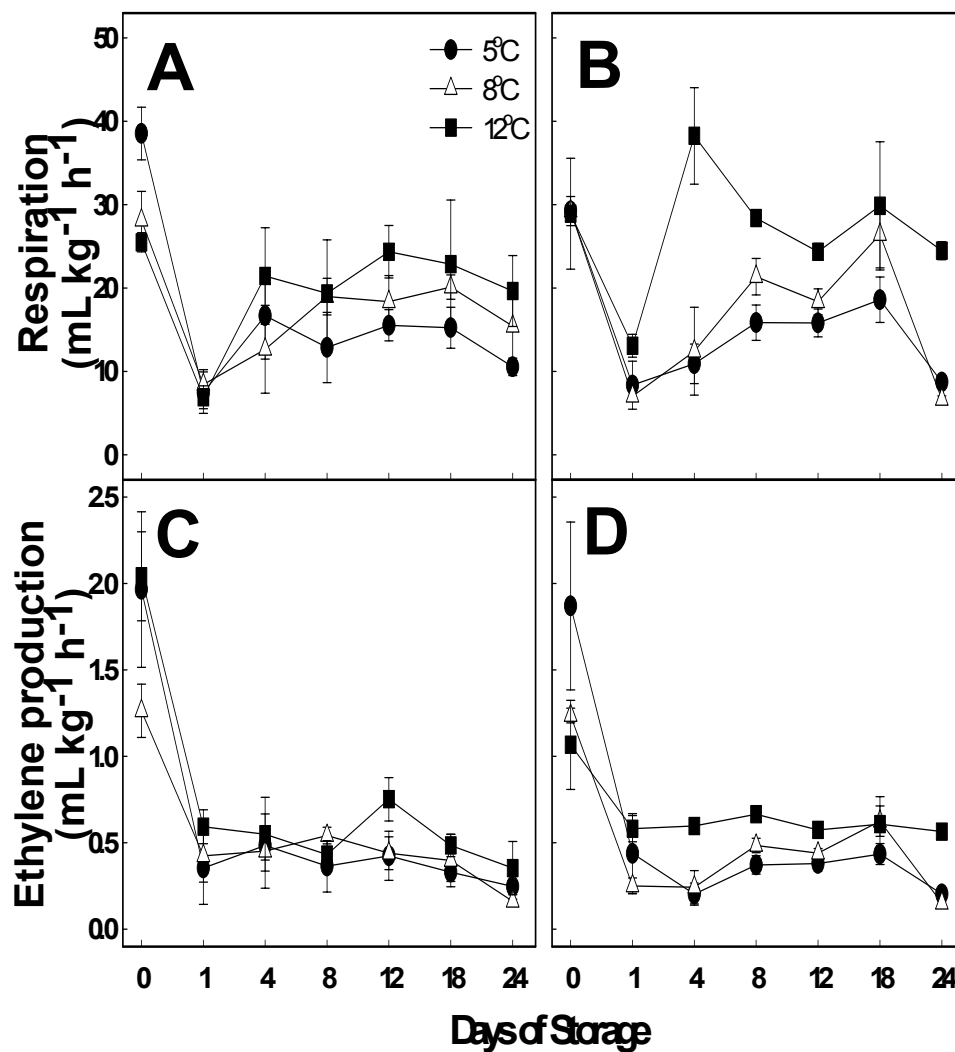 A
B
5°C
8°C
12°C
50
40
30
20
10
0
Respiration
(mL kg-1 h-1)
C
D
2.5
2.0
1.5
1.0
0.5
0.0
Ethylene production
(mL kg-1 h-1)
0 1 4 8 12 18 24
0 1 4 8 12 18 24
Days of Storage